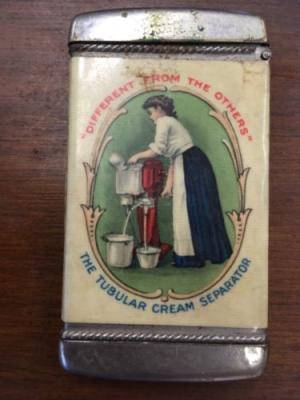 "DIFFERENT FROM THE OTHERS"
THE TUBULAR CREAM SEPARATOR